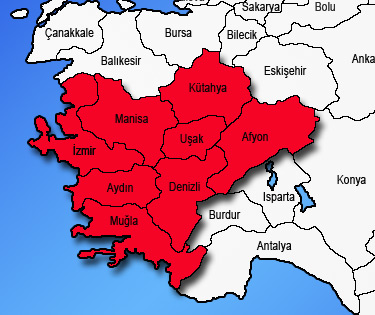 Sakarya
Bolu
Çanakkale
Bursa
Bilecik
Balıkesir
Eskişehir
Anka
Kütahya
Manisa
Uşak
Afyon
İzmir
Aydın
Denizli
Konya
Isparta
Muğla
Burdur
Antalya